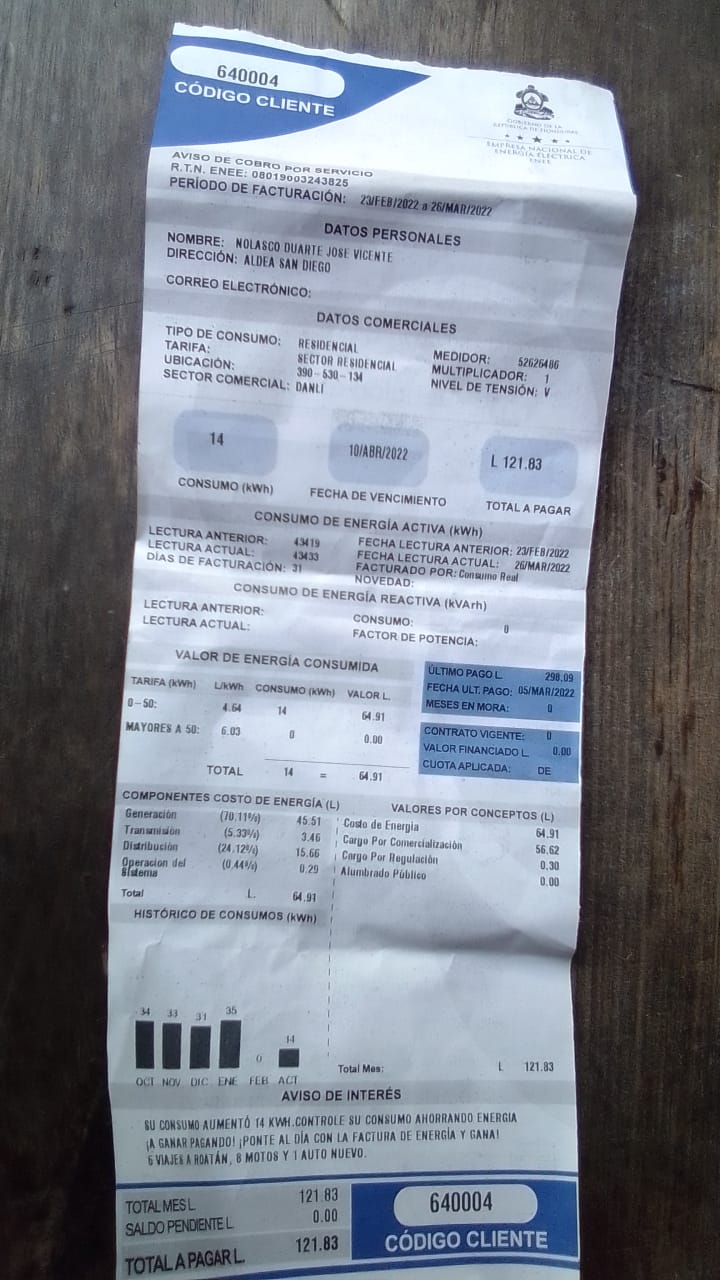 640004
CÓDIGO CLIENTE
GOBIERNO DE LA
REPÚBLICA DE HONDURAS
EMPRESA NACIONAL DE
ENERGÍA ELÉCTRICA
ENEE
AVISO DE COBRO POR SERVICIO
R.T.N. ENEE: 08019003243825
PERÍODO DE FACTURACIÓN: 23/FEB/2022 a 26/MAR/2022
DATOS PERSONALES
NOMBRE: NOLASCO DUARTE JOSE VICENTE
DIRECCIÓN: ALDEA SAN DIEGO
CORREO ELECTRÓNICO:
DATOS COMERCIALES
TIPO DE CONSUMO: RESIDENCIAL MEDIDOR: 52626486
TARIFA: SECTOR RESIDENCIAL MULTIPLICADOR: 1
UBICACIÓN: 390-530-134 NIVEL DE TENSIÓN: V
SECTOR COMERCIAL: DANLÍ
14 10/ABR/2022 L 121.83
CONSUMO (kWh) FECHA DE VENCIMIENTO TOTAL A PAGAR
CONSUMO DE ENERGÍA ACTIVA (kWh)
LECTURA ANTERIOR: 43419 FECHA LECTURA ANTERIOR: 23/FEB/2022
LECTURA ACTUAL: 43433 FECHA LECTURA ACTUAL: 26/MAR/2022
DÍAS DE FACTURACIÓN: 31 FACTURADO POR: Consumo Real
NOVEDAD:
CONSUMO DE ENERGÍA REACTIVA (kVArh)
LECTURA ANTERIOR: CONSUMO: 0
LECTURA ACTUAL: FACTOR DE POTENCIA:
VALOR DE ENERGÍA CONSUMIDA
TARIFA (kWh) L/kWh CONSUMO (kWh) VALOR L.
0-50: 4.64 14 64.91
MAYORES A 50: 6.03 0 0.00
TOTAL 14 = 64.91
ÚLTIMO PAGO L. 298.09
FECHA ULT. PAGO: 05/MAR/2022
MESES EN MORA: 0
CONTRATO VIGENTE: 0
VALOR FINANCIADO L. 0.00
CUOTA APLICADA: DE
COMPONENTES COSTO DE ENERGÍA (L)
Generación (70.11%) 45.51
Transmisión (5.33%) 3.46
Distribución (24.12%) 15.66
Operacion del Sistema (0.44%) 0.29
Total L. 64.91
VALORES POR CONCEPTOS (L)
Costo de Energía 64.91
Cargo Por Comercialización 56.62
Cargo Por Regulación 0.30
Alumbrado Público 0.00
HISTÓRICO DE CONSUMOS (kWh)
34 33 31 35 0 14
OCT NOV DIC ENE FEB ACT
Total Mes: L 121.83
AVISO DE INTERÉS
SU CONSUMO AUMENTÓ 14 KWH.CONTROLE SU CONSUMO AHORRANDO ENERGIA
¡A GANAR PAGANDO! ¡PONTE AL DÍA CON LA FACTURA DE ENERGÍA Y GANA!
6 VIAJES A ROATÁN, 8 MOTOS Y 1 AUTO NUEVO.
TOTAL MES L 121.83
SALDO PENDIENTE L 0.00
TOTAL A PAGAR L. 121.83
640004
CÓDIGO CLIENTE